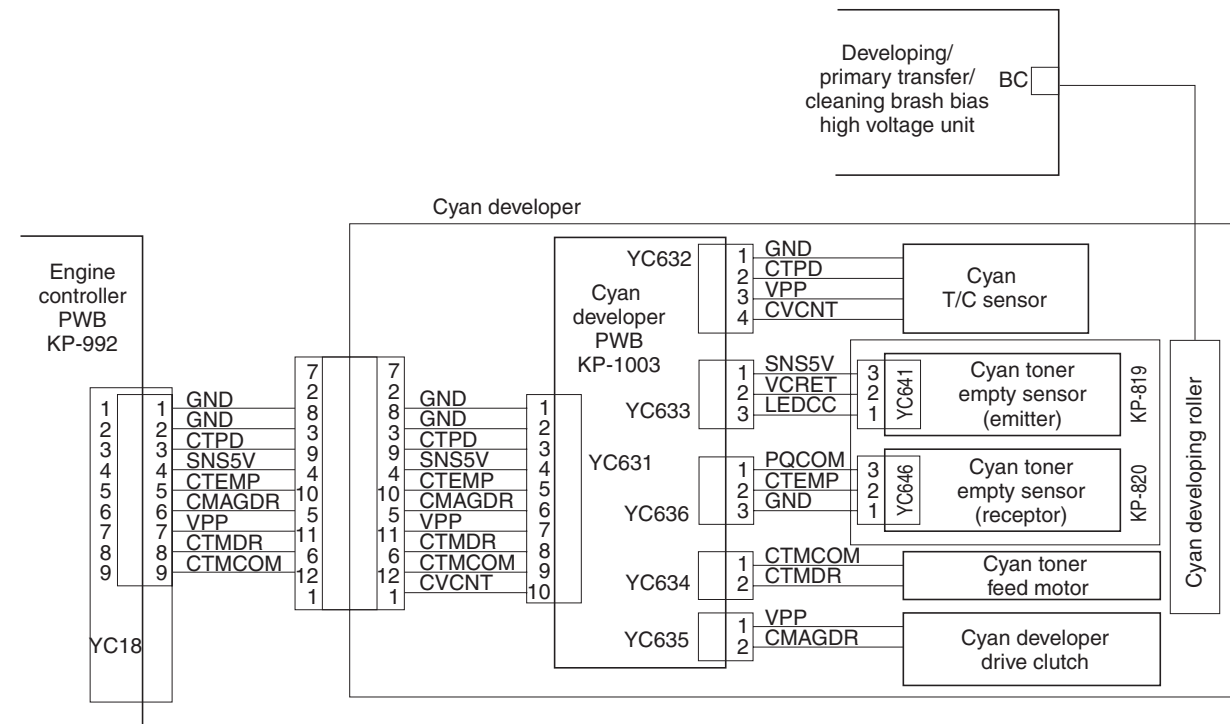 Developing/
primary transfer/
cleaning brash bias
high voltage unit
BC
Cyan developer
Engine
controller
PWB
KP-992
1 1 GND
2 2 GND
3 3 CTPD
4 4 SNS5V
5 5 CTEMP
6 6 CMAGDR
7 7 VPP
8 8 CTMDR
9 9 CTMCOM
YC18
7 7
2 2
8 8 GND 1
3 3 GND 2
9 9 CTPD 3
4 4 SNS5V 4
10 10 CTEMP 5
5 5 CMAGDR 6
11 11 VPP 7
6 6 CTMDR 8
12 12 CTMCOM 9
1 1 CVCNT 10
YC631
Cyan
developer
PWB
KP-1003
YC632
1 GND
2 CTPD
3 VPP
4 CVCNT
Cyan
T/C sensor
YC633
1 SNS5V 3
2 VCRET 2
3 LEDCC 1
YC641
Cyan toner
empty sensor
(emitter)
KP-819
YC636
1 PQCOM 3
2 CTEMP 2
3 GND 1
YC646
Cyan toner
empty sensor
(receptor)
KP-820
YC634
1 CTMCOM
2 CTMDR
Cyan toner
feed motor
YC635
1 VPP
2 CMAGDR
Cyan developer
drive clutch
Cyan developing roller